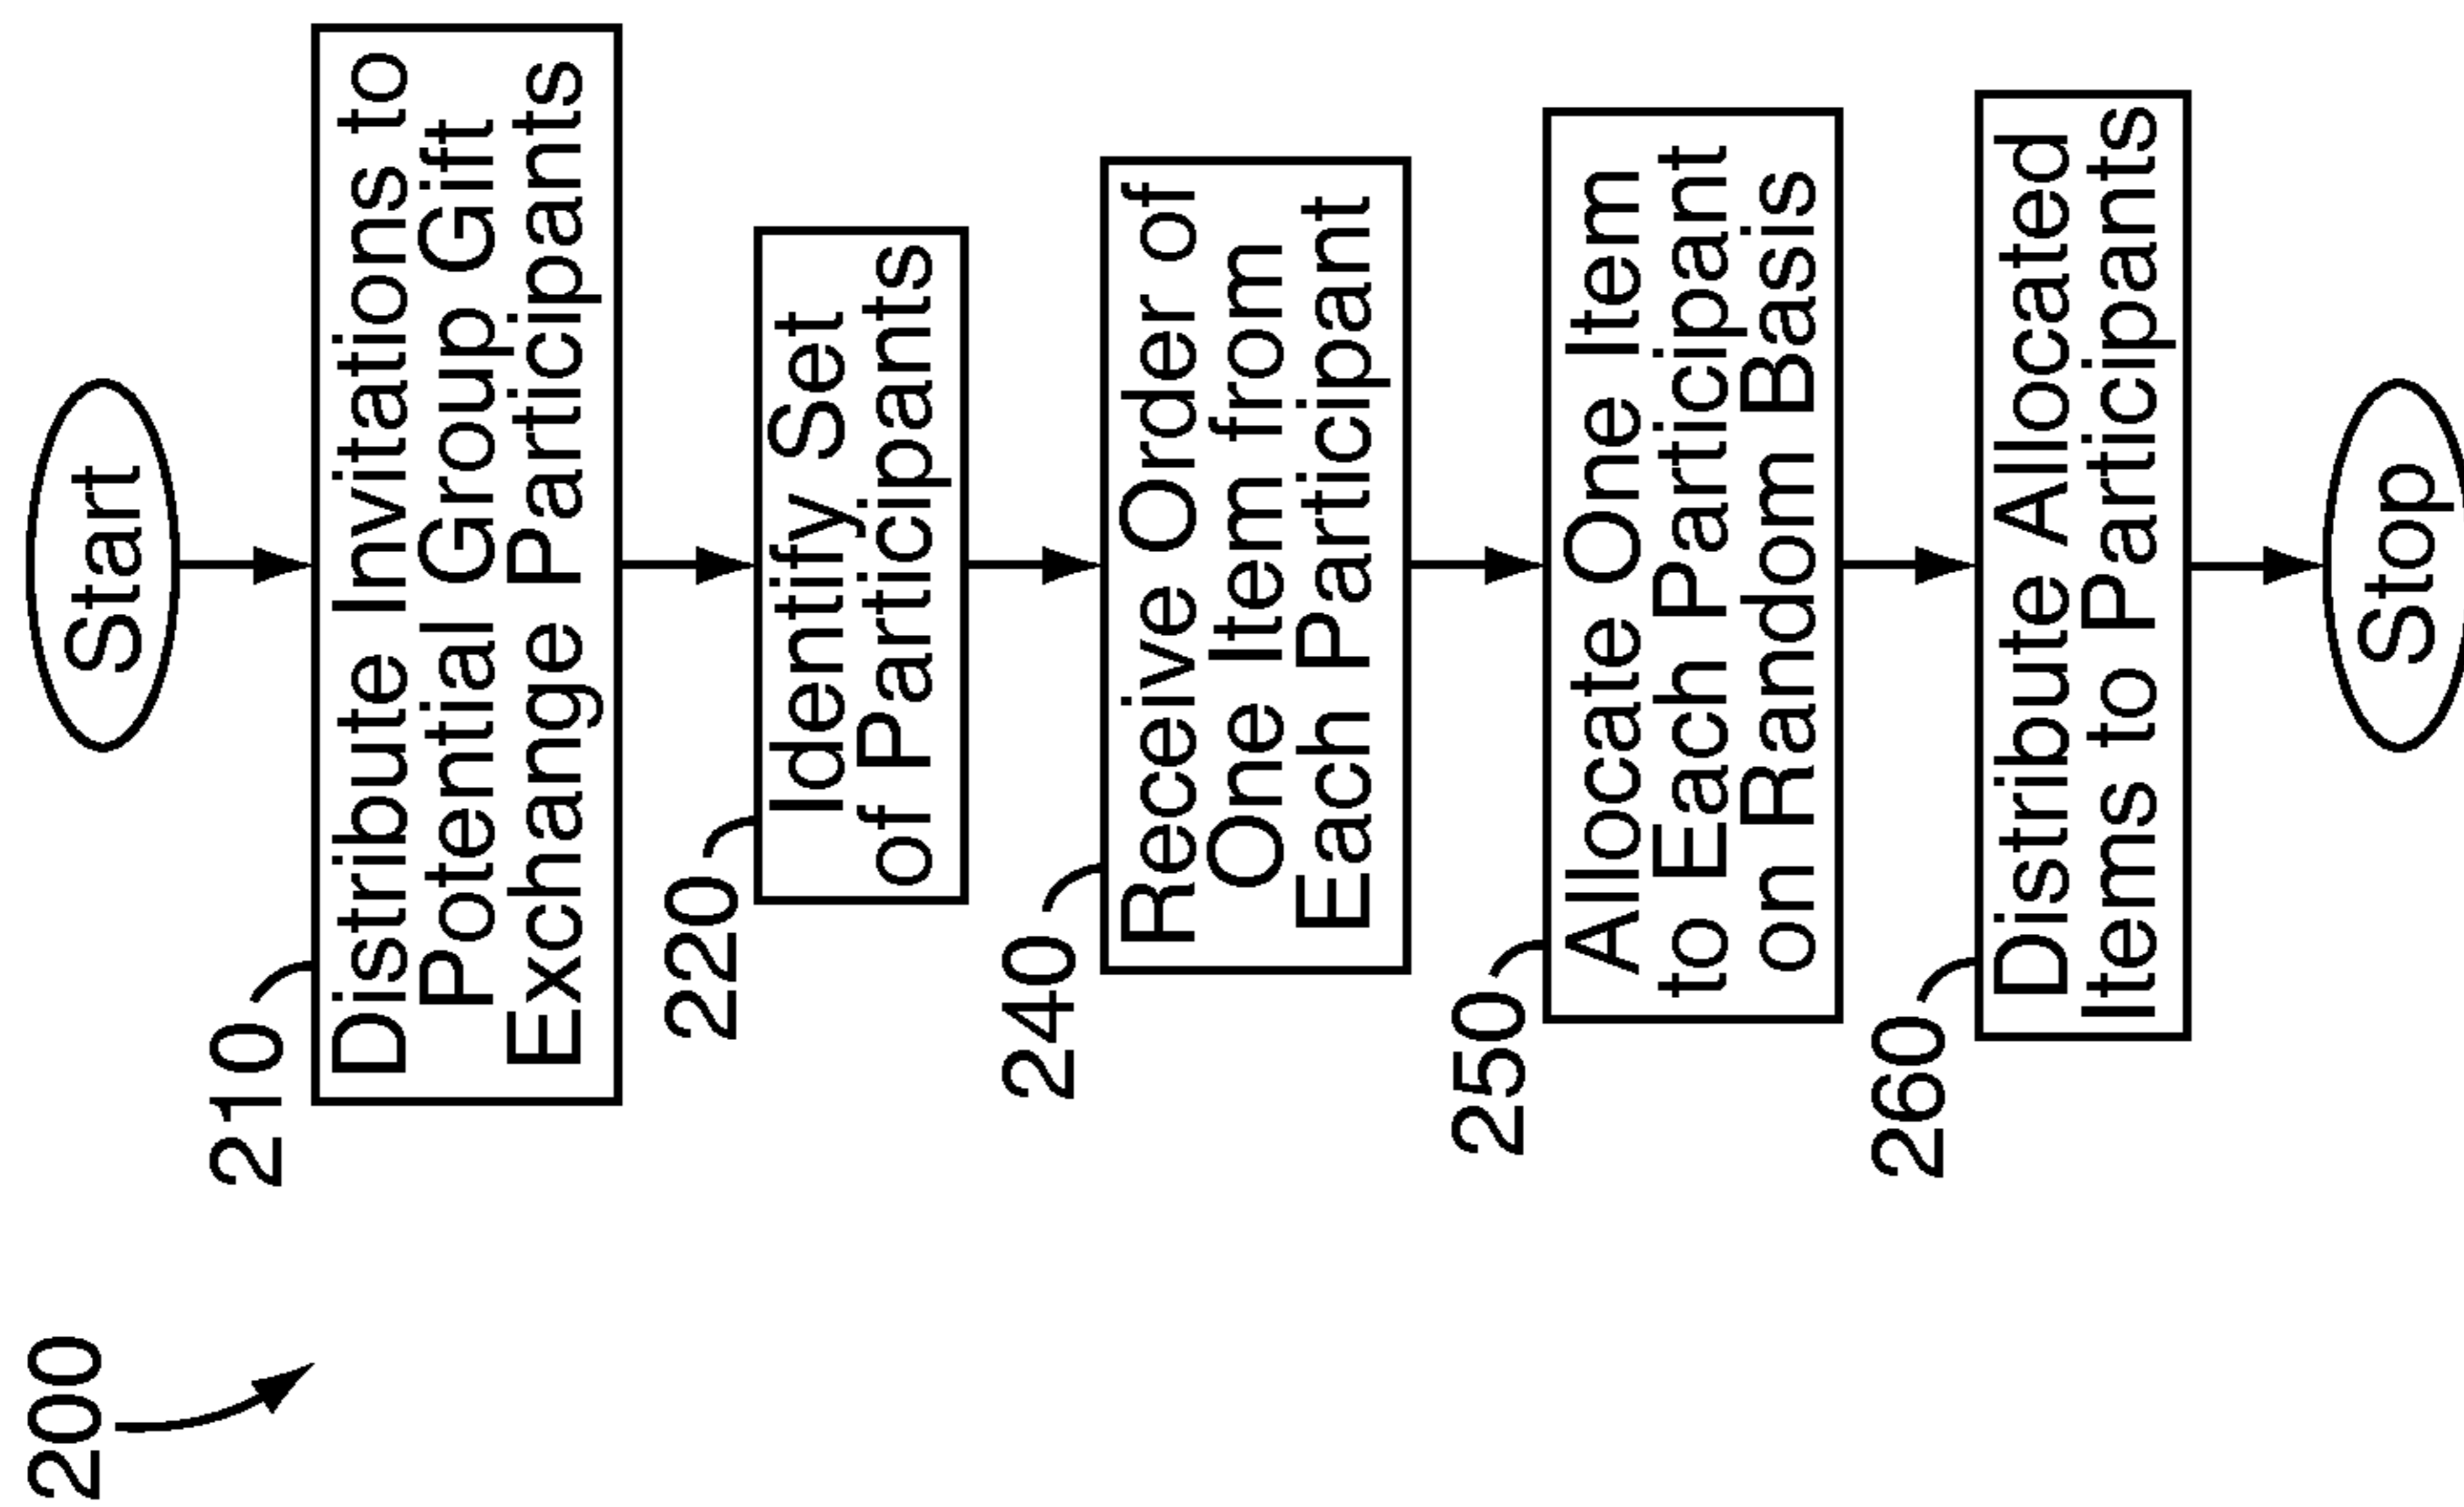 200
Start
210
Distribute Invitations to
Potential Group Gift
Exchange Participants
220
Identify Set
of Participants
240
Receive Order of
One Item from
Each Participant
250
Allocate One Item
to Each Participant
on Random Basis
260
Distribute Allocated
Items to Participants
Stop